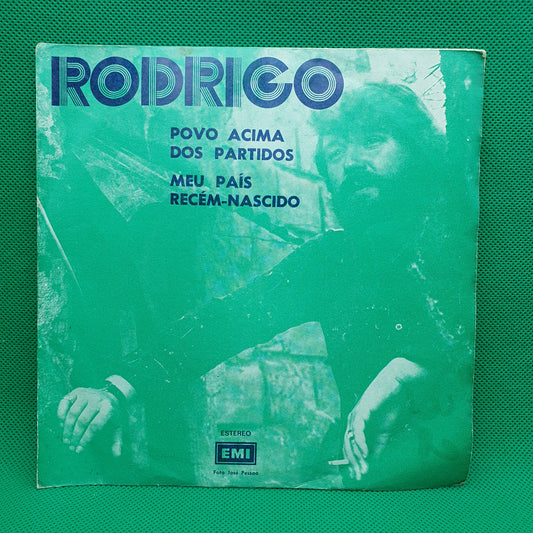 RODRIGO
POVO ACIMA
DOS PARTIDOS
MEU PAÍS
RECÉM-NASCIDO
ESTEREO
EMI
Foto José Pessoa